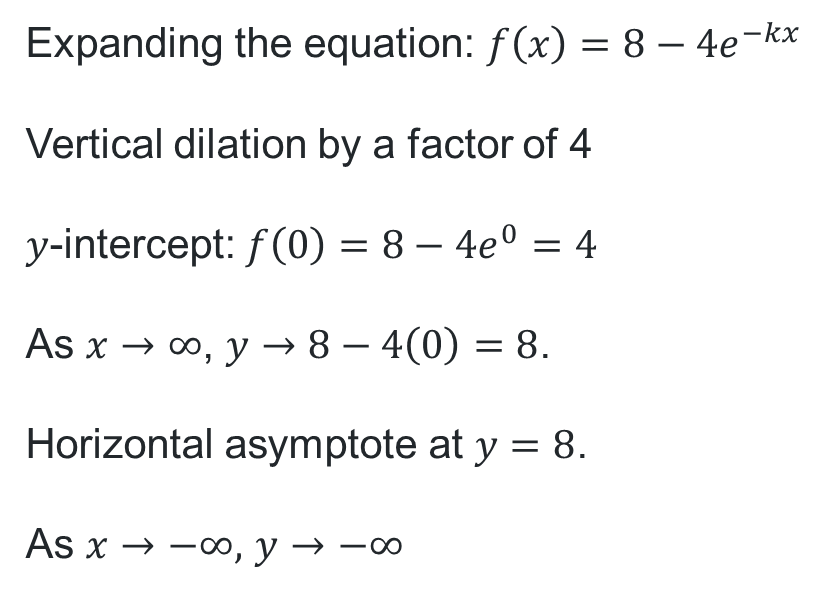 Expanding the equation: f(x) = 8 − 4e^{−kx}
Vertical dilation by a factor of 4
y-intercept: f(0) = 8 − 4e^0 = 4
As x → ∞, y → 8 − 4(0) = 8.
Horizontal asymptote at y = 8.
As x → −∞, y → −∞